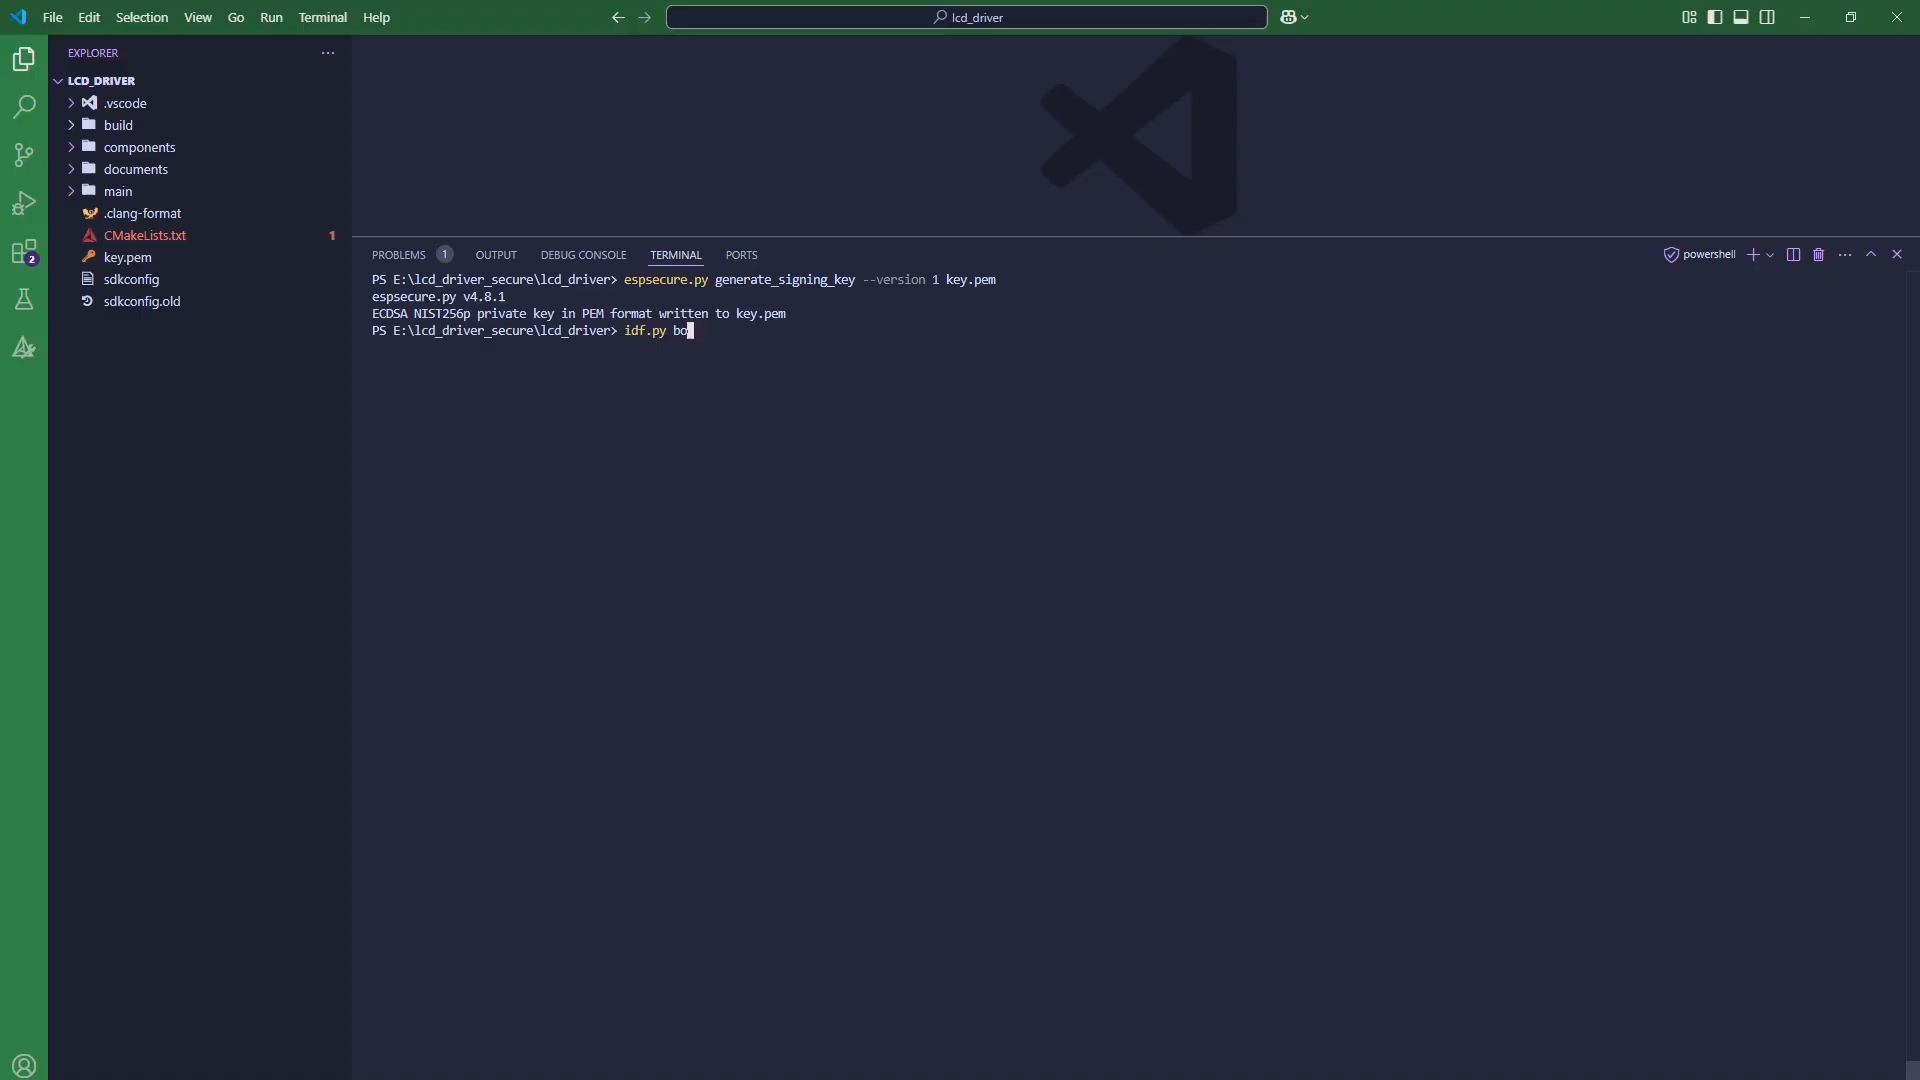 File Edit Selection View Go Run Terminal Help
lcd_driver
EXPLORER
LCD_DRIVER
.vscode
build
components
documents
main
.clang-format
CMakeLists.txt 1
key.pem
sdkconfig
sdkconfig.old
2
PROBLEMS 1 OUTPUT DEBUG CONSOLE TERMINAL PORTS
powershell
PS E:\lcd_driver_secure\lcd_driver> espsecure.py generate_signing_key --version 1 key.pem
espsecure.py v4.8.1
ECDSA NIST256p private key in PEM format written to key.pem
PS E:\lcd_driver_secure\lcd_driver> idf.py bo